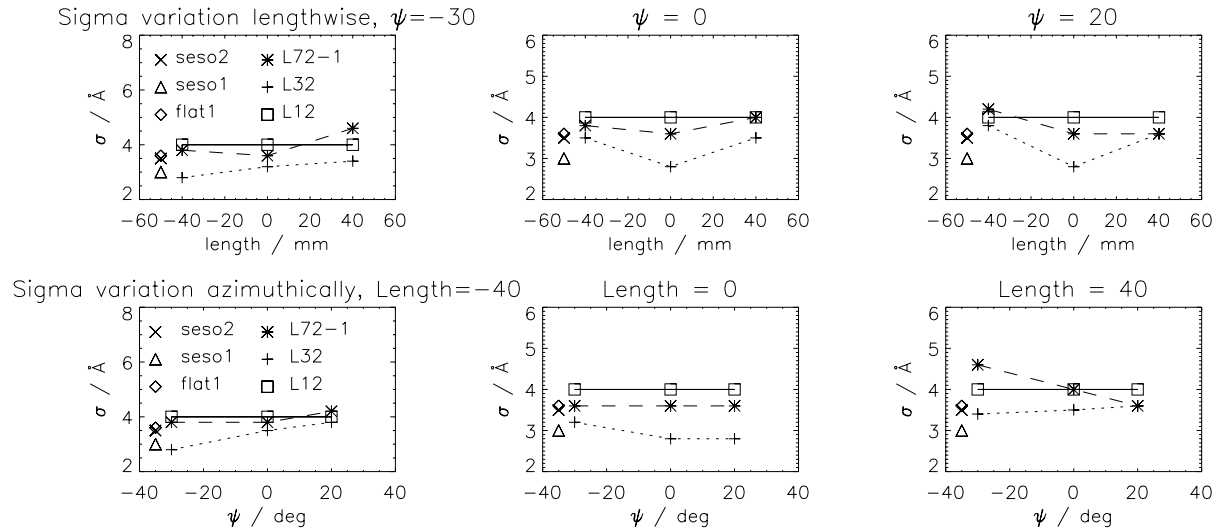 Sigma variation lengthwise, ψ=−30
ψ = 0
ψ = 20
8
6
4
2
σ / Å
seso2
L72−1
seso1
L32
flat1
L12
−60 −40 −20 0 20 40 60
length / mm
6
5
4
3
2
σ / Å
−60 −40 −20 0 20 40 60
length / mm
6
5
4
3
2
σ / Å
−60 −40 −20 0 20 40 60
length / mm
Sigma variation azimuthically, Length=−40
Length = 0
Length = 40
8
6
4
2
σ / Å
seso2
L72−1
seso1
L32
flat1
L12
−40 −20 0 20 40
ψ / deg
6
5
4
3
2
σ / Å
−40 −20 0 20 40
ψ / deg
6
5
4
3
2
σ / Å
−40 −20 0 20 40
ψ / deg